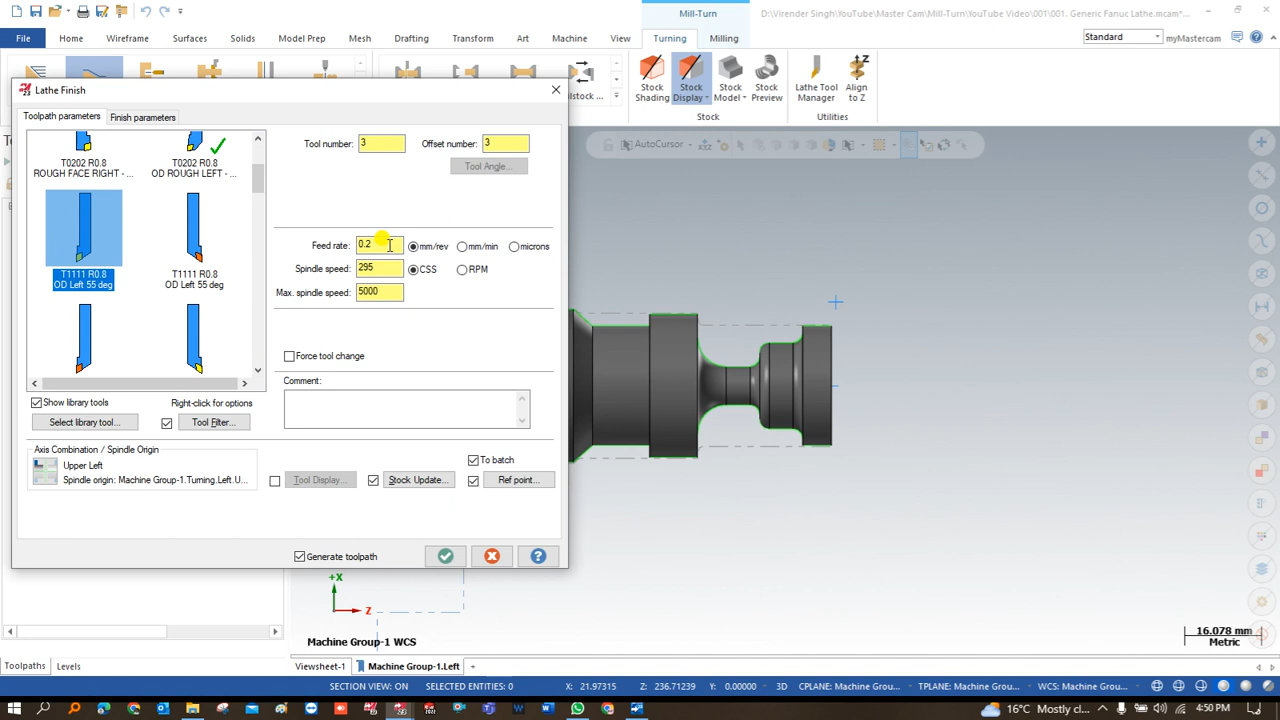 Mill-Turn
D:\Virender Singh\YouTube\Master Cam\Mill-Turn\YouTube Video\001\001. Generic Fanuc Lathe.mcam*...
File
Home
Wireframe
Surfaces
Solids
Model Prep
Mesh
Drafting
Transform
Art
Machine
View
Turning
Milling
Standard
myMastercam
Lathe Finish
Toolpath parameters
Finish parameters
ilstock ...
Stock Shading
Stock Display
Stock Model
Stock Preview
Lathe Tool Manager
Align to Z
Stock
Utilities
AutoCursor
T0202 R0.8
ROUGH FACE RIGHT - ...
T0202 R0.8
OD ROUGH LEFT - ...
T1111 R0.8
OD Left 55 deg
T1111 R0.8
OD Left 55 deg
Tool number: 3
Offset number: 3
Tool Angle...
Feed rate: 0.2
mm/rev
mm/min
microns
Spindle speed: 295
CSS
RPM
Max. spindle speed: 5000
Force tool change
Comment:
Show library tools
Right-click for options
Select library tool...
Tool Filter...
Axis Combination / Spindle Origin
Upper Left
Spindle origin: Machine Group-1.Turning.Left.U...
To batch
Tool Display...
Stock Update...
Ref point...
Generate toolpath
+X
Z
Machine Group-1 WCS
16.078 mm
Metric
Toolpaths
Levels
Viewsheet-1
Machine Group-1.Left
SECTION VIEW: ON
SELECTED ENTITIES: 0
X: 21.97315
Z: 236.71239
Y: 0.00000
3D
CPLANE: Machine Grou...
TPLANE: Machine Grou...
WCS: Machine Grou...
16°C Mostly cl...
4:50 PM